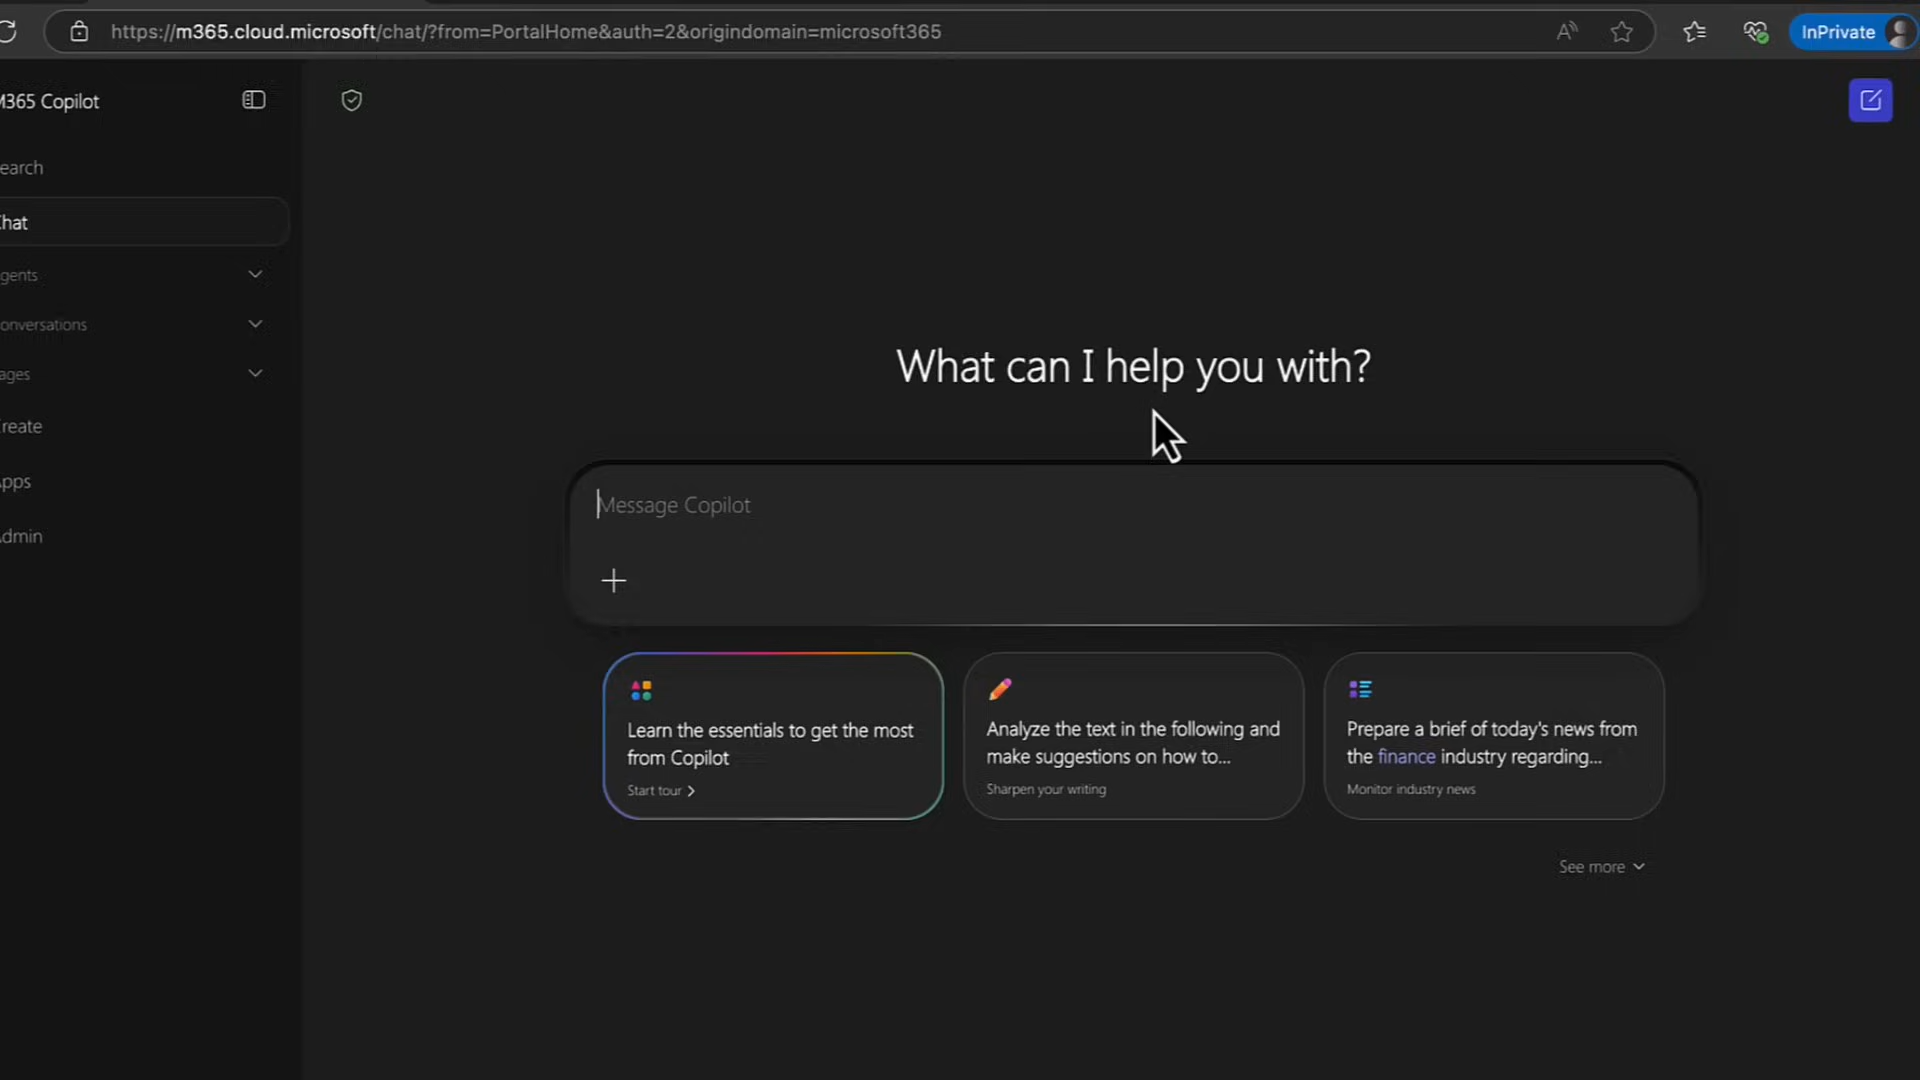 https://m365.cloud.microsoft/chat/?from=PortalHome&auth=2&origindomain=microsoft365
InPrivate
M365 Copilot
earch
Chat
gents
onversations
ages
reate
pps
dmin
What can I help you with?
Message Copilot
Learn the essentials to get the most
from Copilot
Start tour
Analyze the text in the following and
make suggestions on how to...
Sharpen your writing
Prepare a brief of today's news from
the finance industry regarding...
Monitor industry news
See more